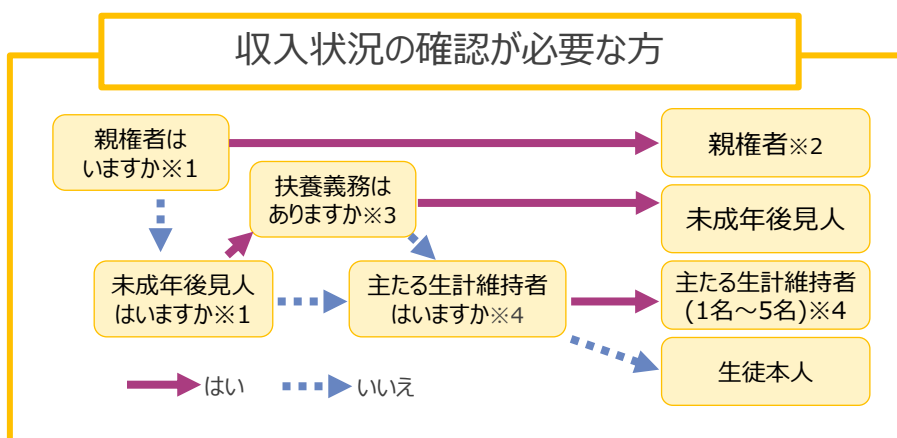 収入状況の確認が必要な方
親権者は
いますか※1
親権者※2
扶養義務は
ありますか※3
未成年後見人
未成年後見人
はいますか※1
主たる生計維持者
はいますか※4
主たる生計維持者
(1名～5名)※4
生徒本人
はい
いいえ